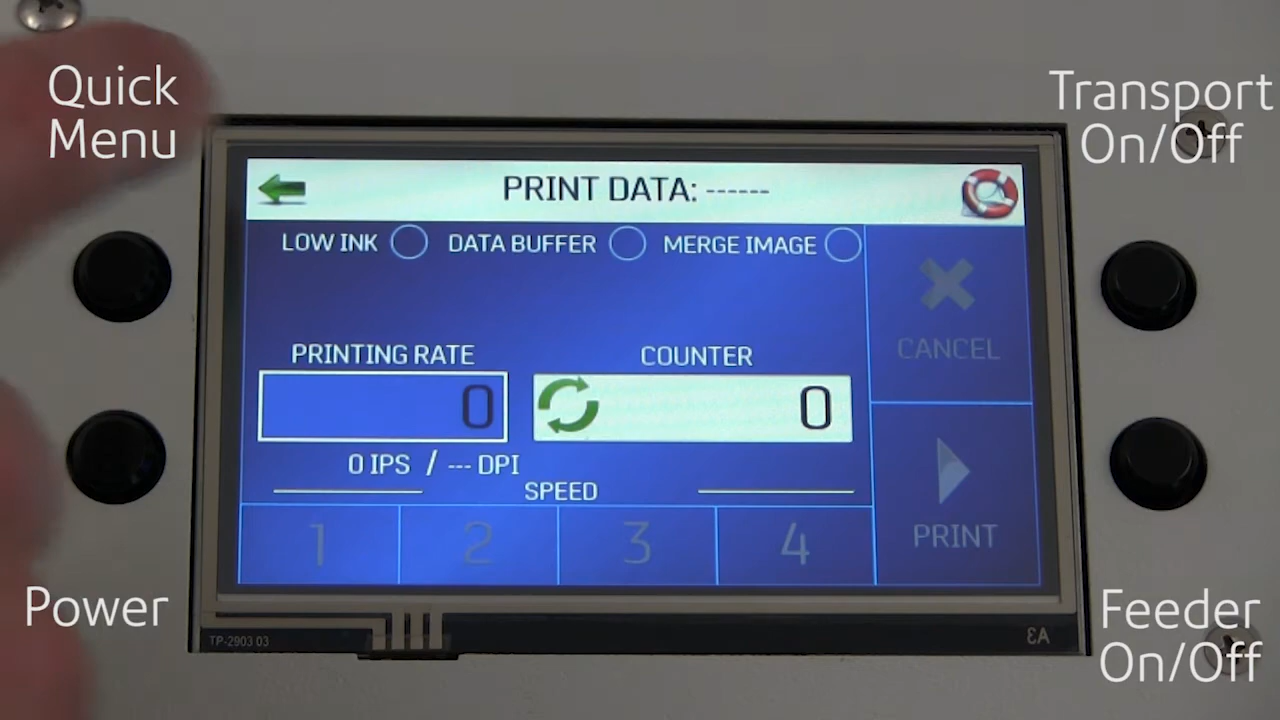 Quick
Menu
Transport
On/Off
PRINT DATA: ------
LOW INK
DATA BUFFER
MERGE IMAGE
CANCEL
PRINTING RATE
COUNTER
0
0
0 IPS / --- DPI
SPEED
1
2
3
4
PRINT
Power
Feeder
On/Off
TP-2903 03
A3